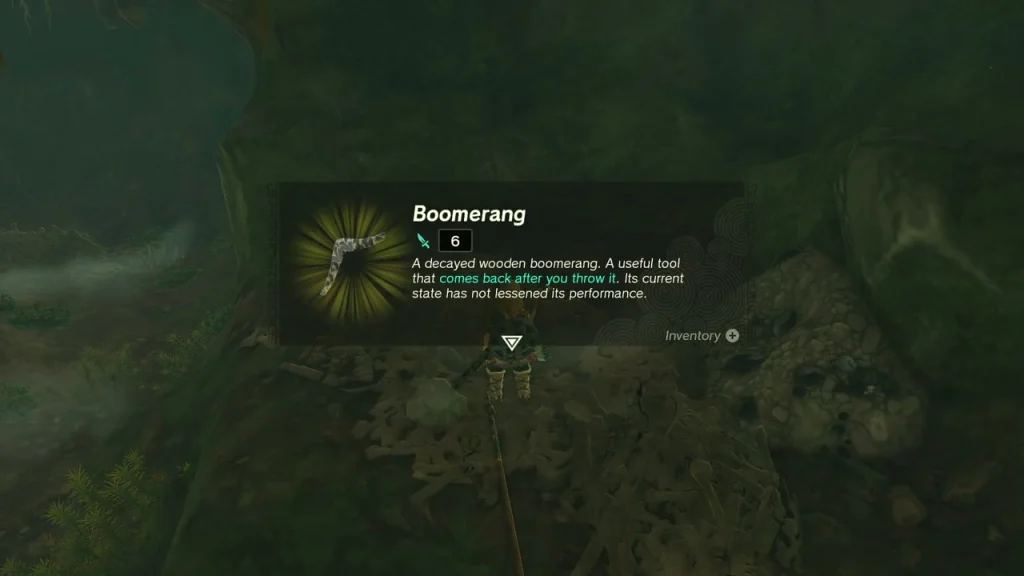 Boomerang
6
A decayed wooden boomerang. A useful tool
that comes back after you throw it. Its current
state has not lessened its performance.
Inventory